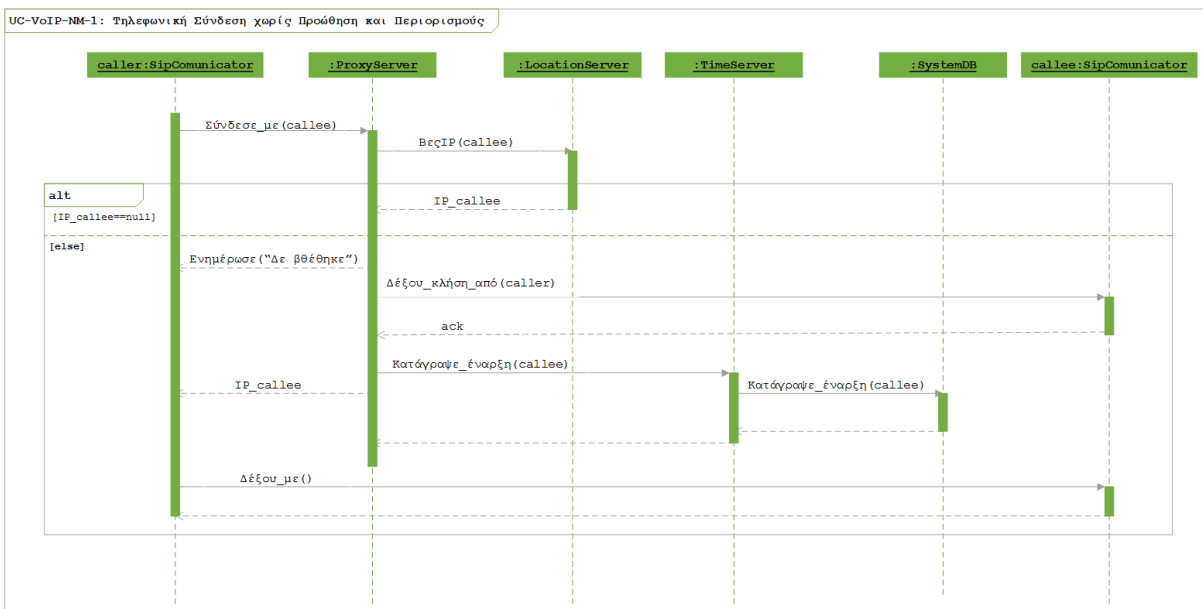 UC-VoIP-NM-1: Τηλεφωνική Σύνδεση χωρίς Προώθηση και Περιορισμούς
caller:SipComunicator
:ProxyServer
:LocationServer
:TimeServer
:SystemDB
callee:SipComunicator
Σύνδεσε_με(callee)
ΒεςIP(callee)
alt
IP_callee
[IP_callee==null]
[else]
Ενημέρωσε(“Δε βθέθηκε”)
Δέξου_κλήση_από(caller)
ack
Κατάγραψε_έναρξη(callee)
IP_callee
Κατάγραψε_έναρξη(callee)
Δέξου_με()